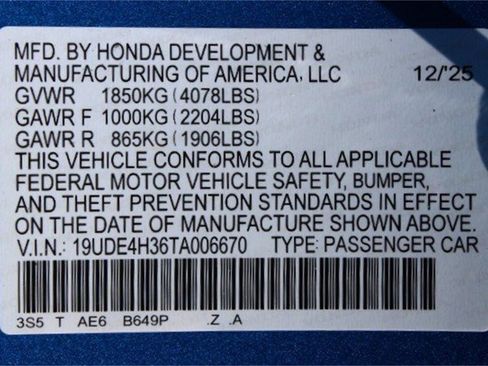 MFD. BY HONDA DEVELOPMENT &
MANUFACTURING OF AMERICA, LLC 12/'25
GVWR 1850KG (4078LBS)
GAWR F 1000KG (2204LBS)
GAWR R 865KG (1906LBS)
THIS VEHICLE CONFORMS TO ALL APPLICABLE
FEDERAL MOTOR VEHICLE SAFETY, BUMPER,
AND THEFT PREVENTION STANDARDS IN EFFECT
ON THE DATE OF MANUFACTURE SHOWN ABOVE.
V.I.N.: 19UDE4H36TA006670 TYPE: PASSENGER CAR
3S5 T AE6 B649P .Z .A